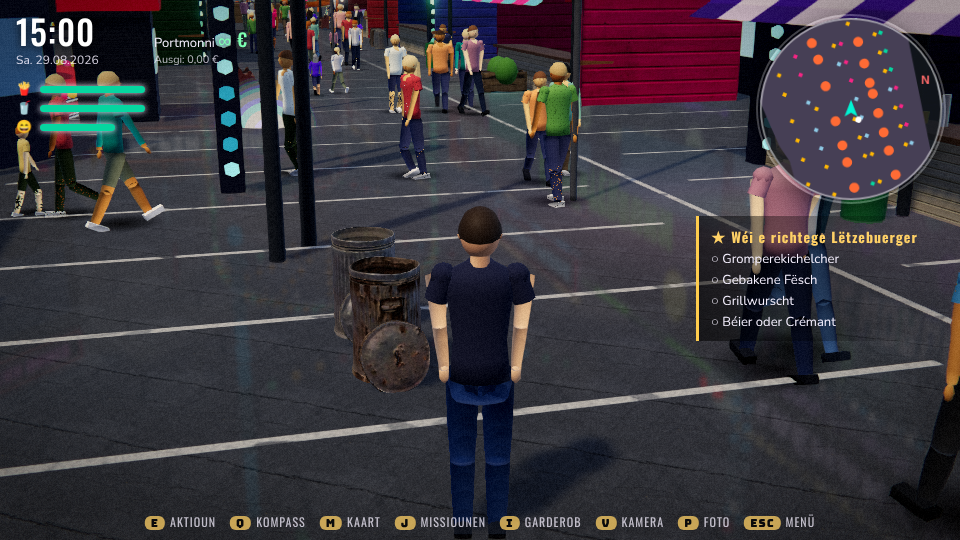 15:00
Sa. 29.08.2026
Portmonni ∞ €
Ausgi: 0,00 €
N
★ Wéi e richtege Lëtzebuerger
○ Gromperekichelcher
○ Gebakene Fësch
○ Grillwurscht
○ Béier oder Crémant
E AKTIOUN Q KOMPASS M KAART J MISSIOUNEN I GARDEROB V KAMERA P FOTO ESC MENÜ